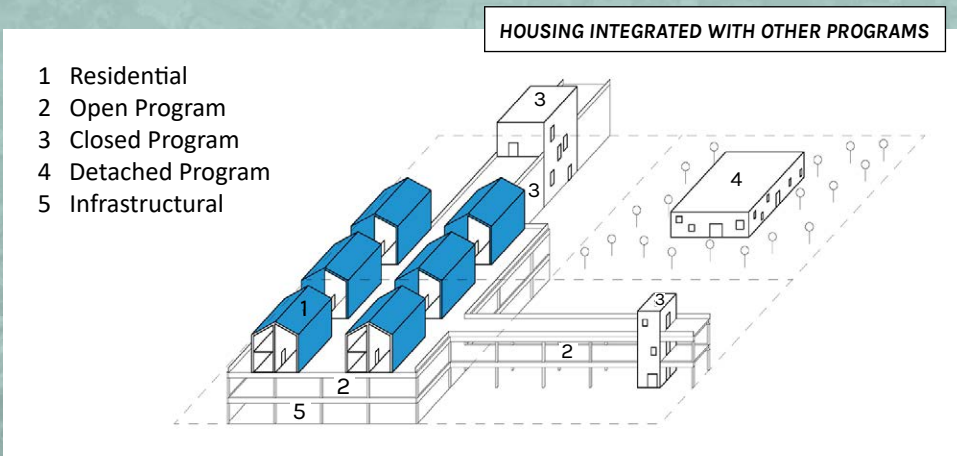 HOUSING INTEGRATED WITH OTHER PROGRAMS
1 Residential
2 Open Program
3 Closed Program
4 Detached Program
5 Infrastructural
3
4
3
3
1
2
2
5